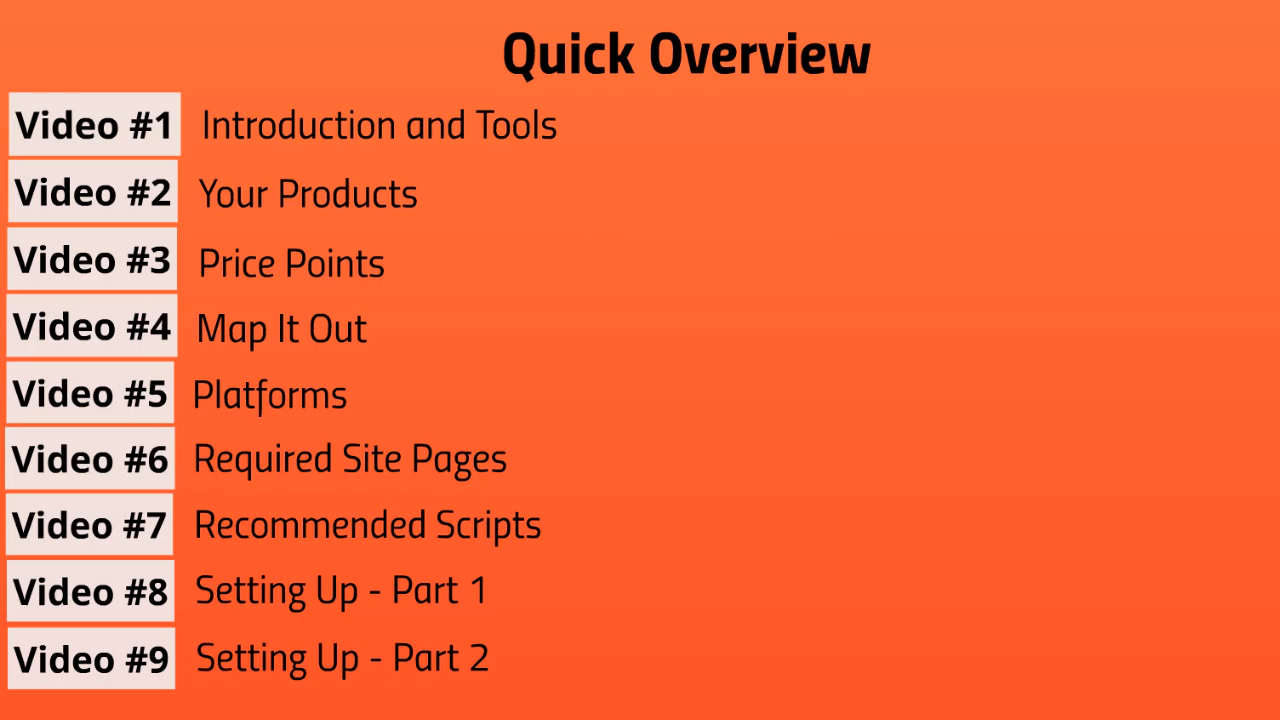 Quick Overview
Video #1 Introduction and Tools
Video #2 Your Products
Video #3 Price Points
Video #4 Map It Out
Video #5 Platforms
Video #6 Required Site Pages
Video #7 Recommended Scripts
Video #8 Setting Up - Part 1
Video #9 Setting Up - Part 2